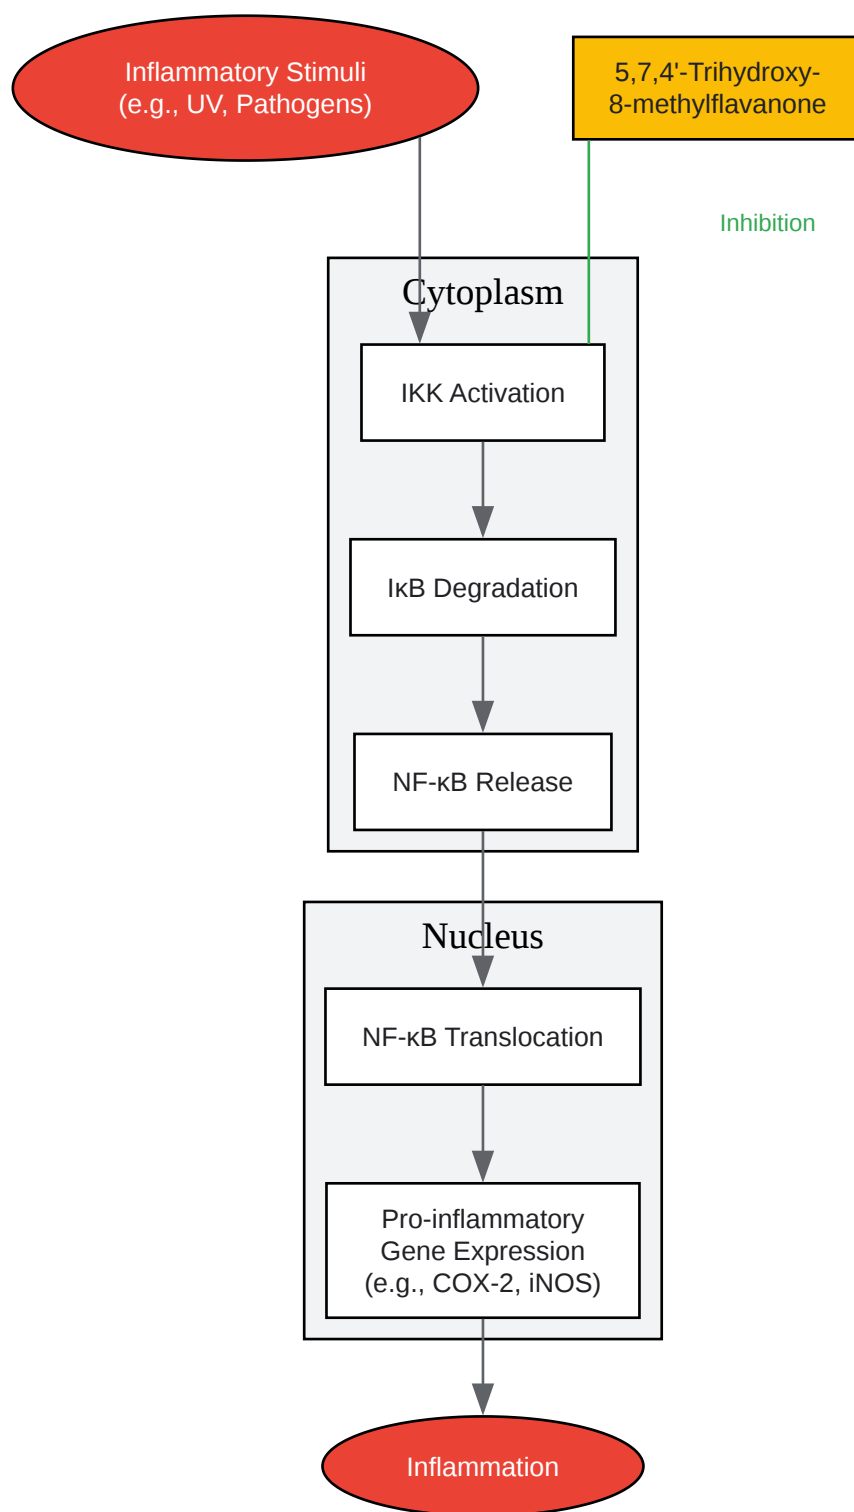 Inflammatory Stimuli
(e.g., UV, Pathogens)
5,7,4'-Trihydroxy-
8-methylflavanone
Inhibition
Cytoplasm
IKK Activation
IκB Degradation
NF-κB Release
Nucleus
NF-κB Translocation
Pro-inflammatory
Gene Expression
(e.g., COX-2, iNOS)
Inflammation